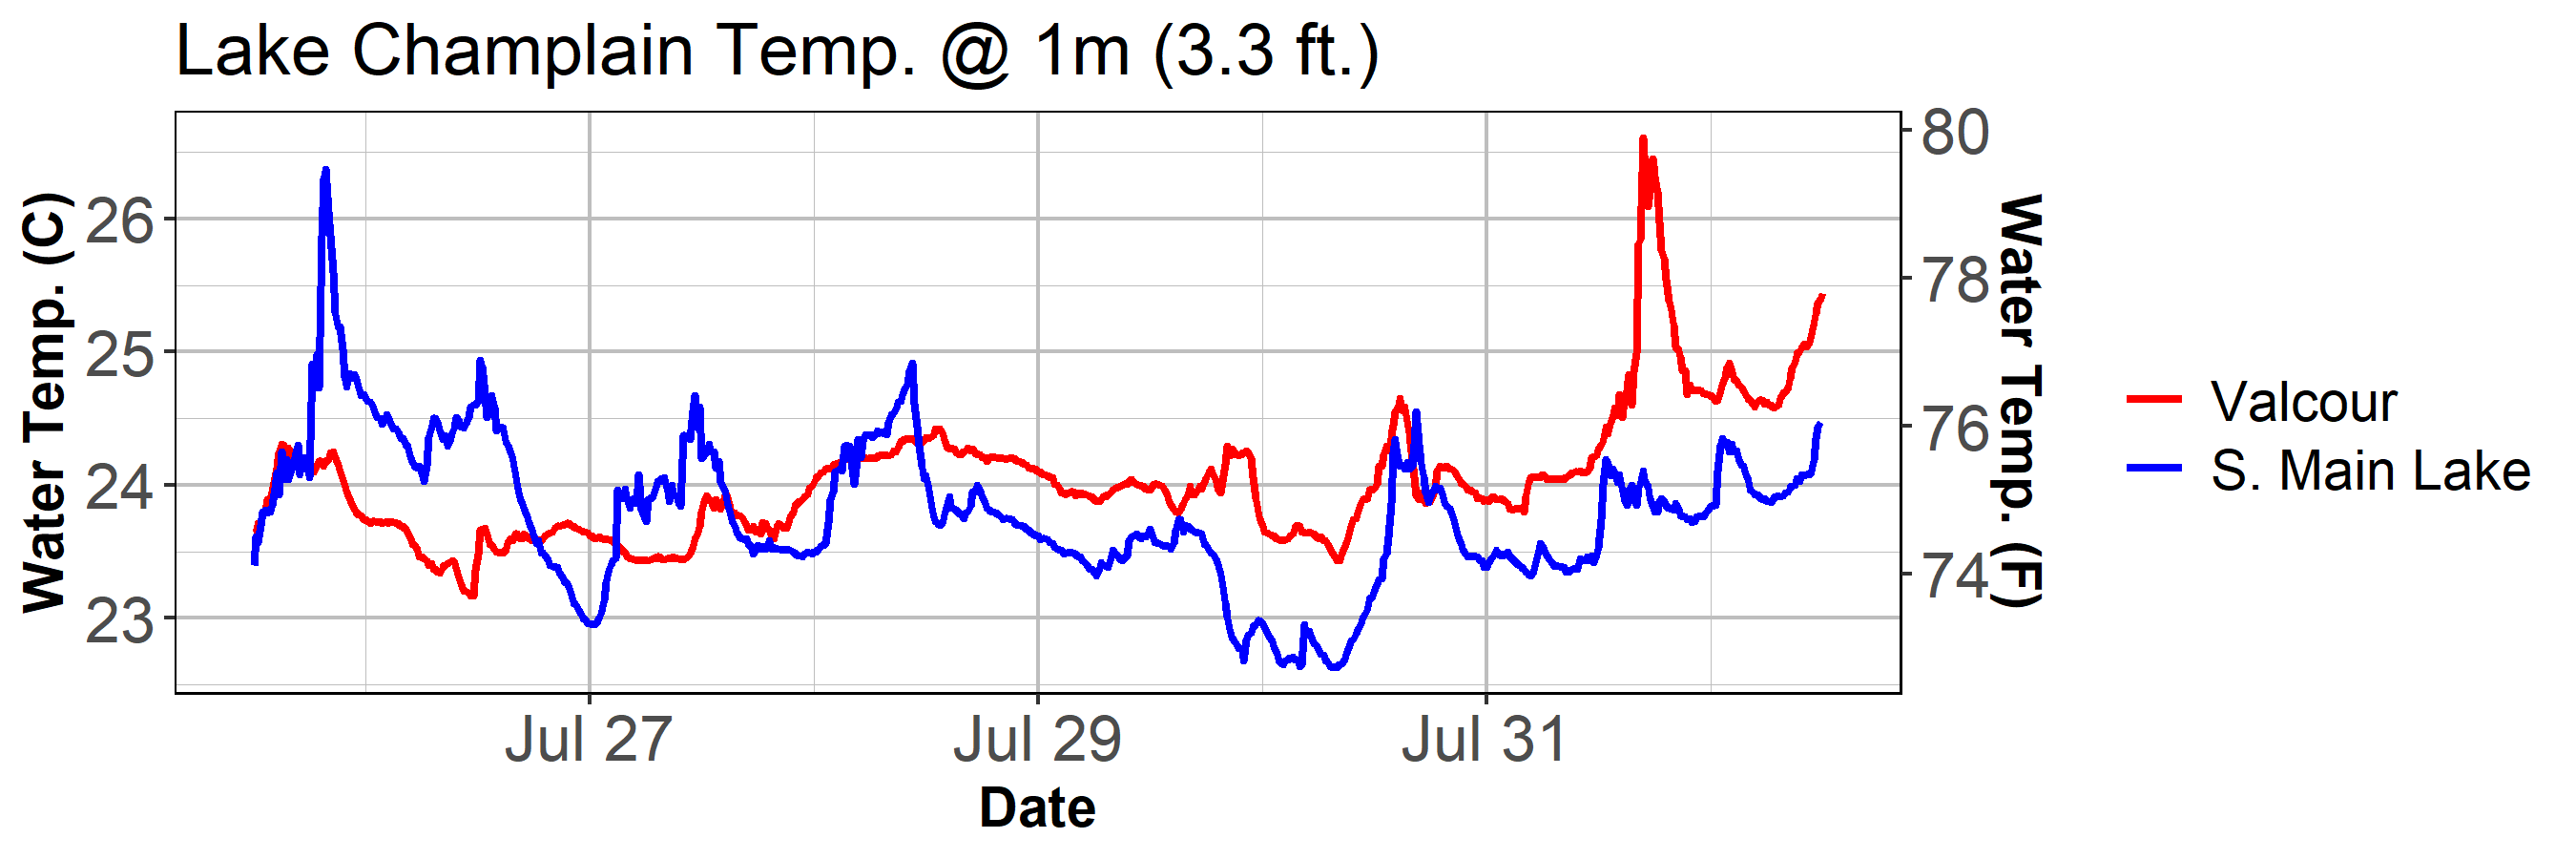 Lake Champlain Temp. @ 1m (3.3 ft.)
Water Temp. (C)
26
25
24
23
80
78
76
74
Water Temp. (F)
Jul 27
Jul 29
Jul 31
Date
Valcour
S. Main Lake